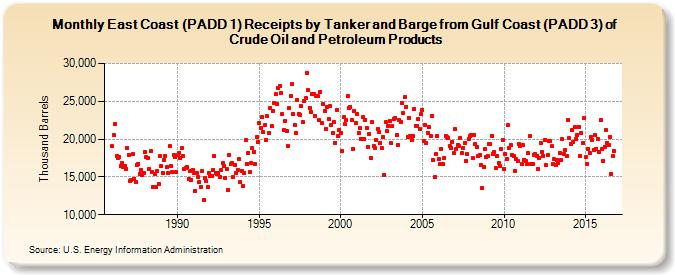 Monthly East Coast (PADD 1) Receipts by Tanker and Barge from Gulf Coast (PADD 3) of
Crude Oil and Petroleum Products
Thousand Barrels
30,000
25,000
20,000
15,000
10,000
1990
1995
2000
2005
2010
2015
Source: U.S. Energy Information Administration